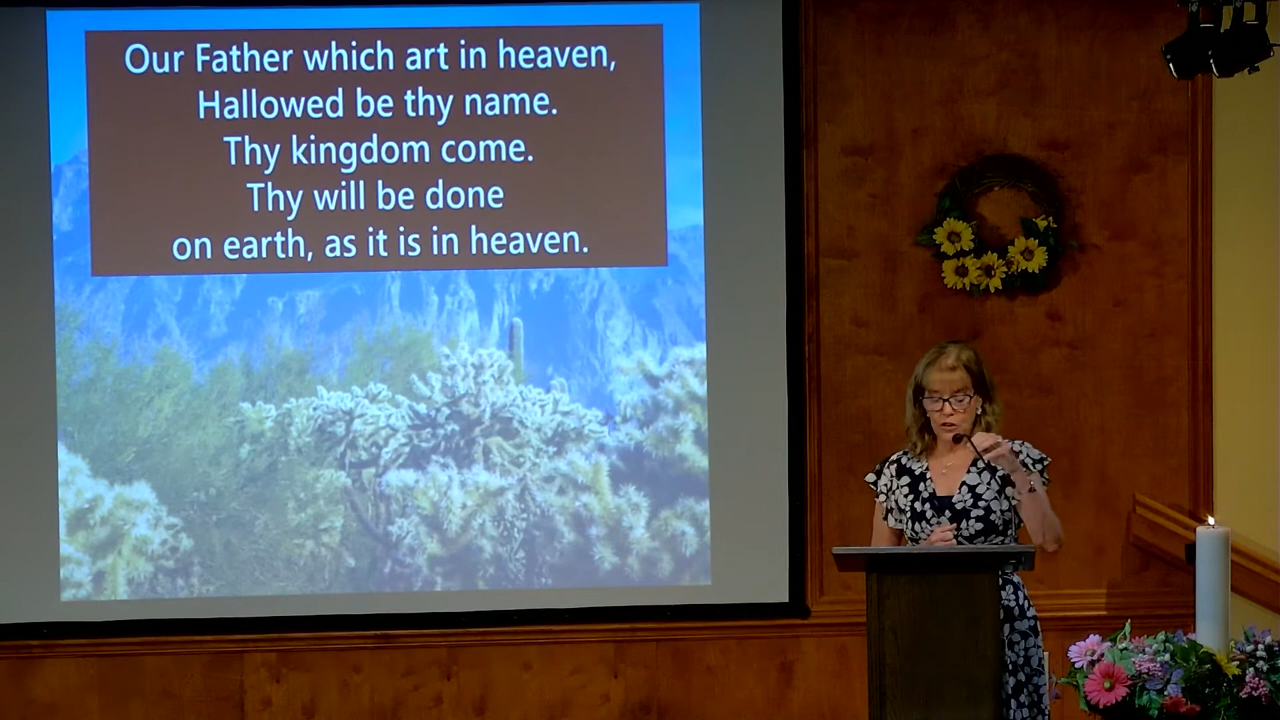 Our Father which art in heaven,
Hallowed be thy name.
Thy kingdom come.
Thy will be done
on earth, as it is in heaven.